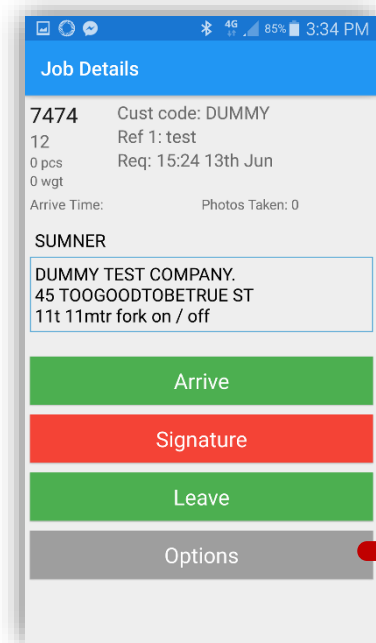 4G 85% 3:34 PM
Job Details
7474 Cust code: DUMMY
12 Ref 1: test
0 pcs Req: 15:24 13th Jun
0 wgt
Arrive Time: Photos Taken: 0
SUMNER
DUMMY TEST COMPANY.
45 TOOGOODTOBETRUE ST
11t 11mtr fork on / off
Arrive
Signature
Leave
Options